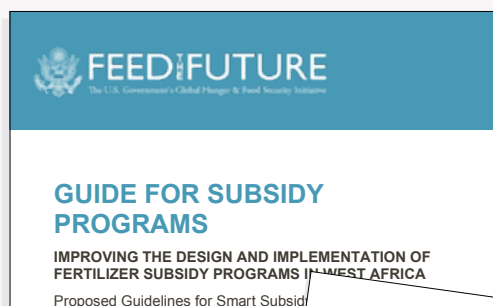 FEED THE FUTURE
The U.S. Government's Global Hunger & Food Security Initiative
GUIDE FOR SUBSIDY
PROGRAMS
IMPROVING THE DESIGN AND IMPLEMENTATION OF
FERTILIZER SUBSIDY PROGRAMS IN WEST AFRICA
Proposed Guidelines for Smart